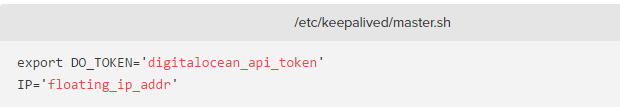 /etc/keepalived/master.sh
export DO_TOKEN='digitalocean_api_token'
IP='floating_ip_addr'